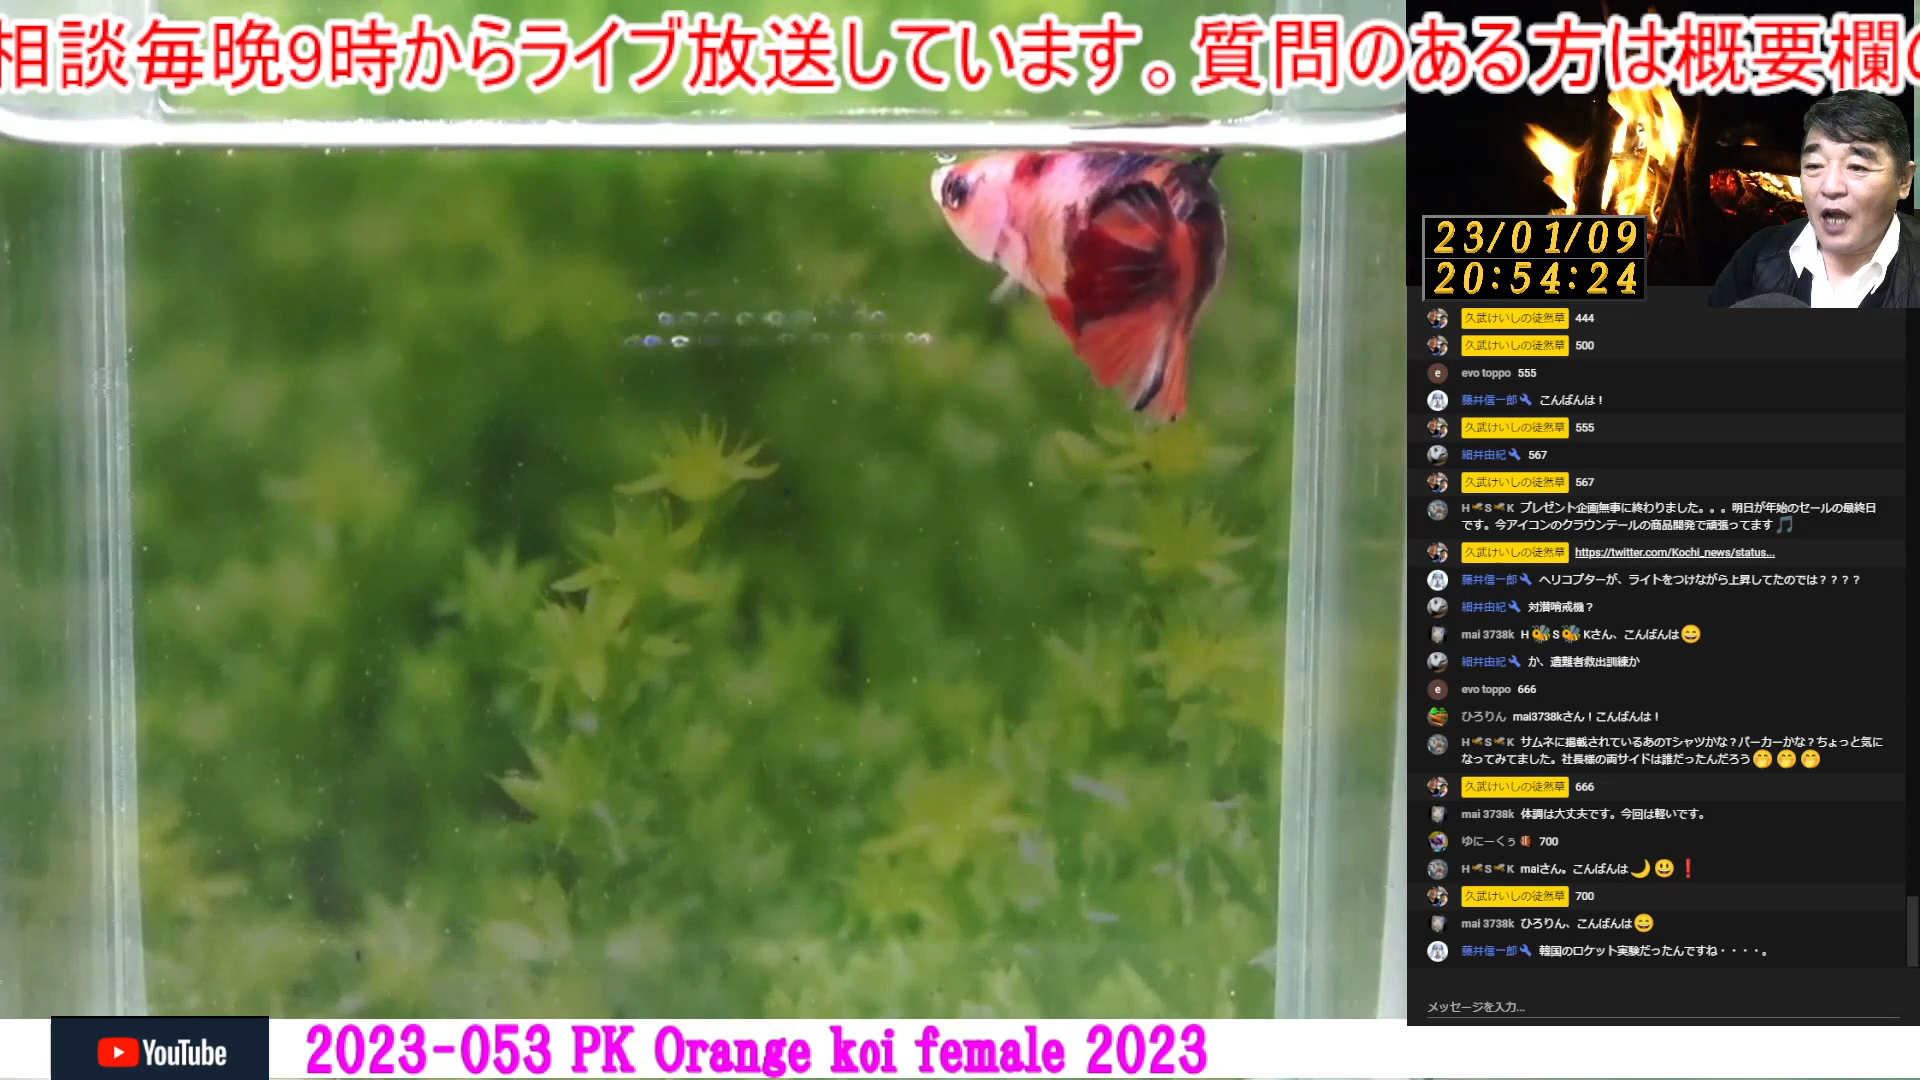 相談毎晩9時からライブ放送しています。質問のある方は概要欄の
23/01/09
20:54:24
久武けいしの徒然草 444
久武けいしの徒然草 500
e evo toppo 555
藤井信一郎 こんばんは！
久武けいしの徒然草 555
細井由紀 567
久武けいしの徒然草 567
H🐝S🐝K プレゼント企画無事に終わりました。。。明日が年始のセールの最終日
です。今アイコンのクラウンテールの商品開発で頑張ってます🎵
久武けいしの徒然草 https://twitter.com/Kochi_news/status...
藤井信一郎 ヘリコプターが、ライトをつけながら上昇してたのでは？？？？
細井由紀 対潜哨戒機？
mai 3738k H🐝S🐝Kさん、こんばんは😄
細井由紀 か、遭難者救出訓練か
e evo toppo 666
ひろりん mai3738kさん！こんばんは！
H🐝S🐝K サムネに掲載されているあのTシャツかな？パーカーかな？ちょっと気に
なってみてました。社長様の両サイドは誰だったんだろう🤭🤭🤭
久武けいしの徒然草 666
mai 3738k 体調は大丈夫です。今回は軽いです。
ゆにーくぅ 700
H🐝S🐝K maiさん。こんばんは🌙😃❗
久武けいしの徒然草 700
mai 3738k ひろりん、こんばんは😄
藤井信一郎 韓国のロケット実験だったんですね・・・・。
メッセージを入力...
YouTube
2023-053 PK Orange koi female 2023